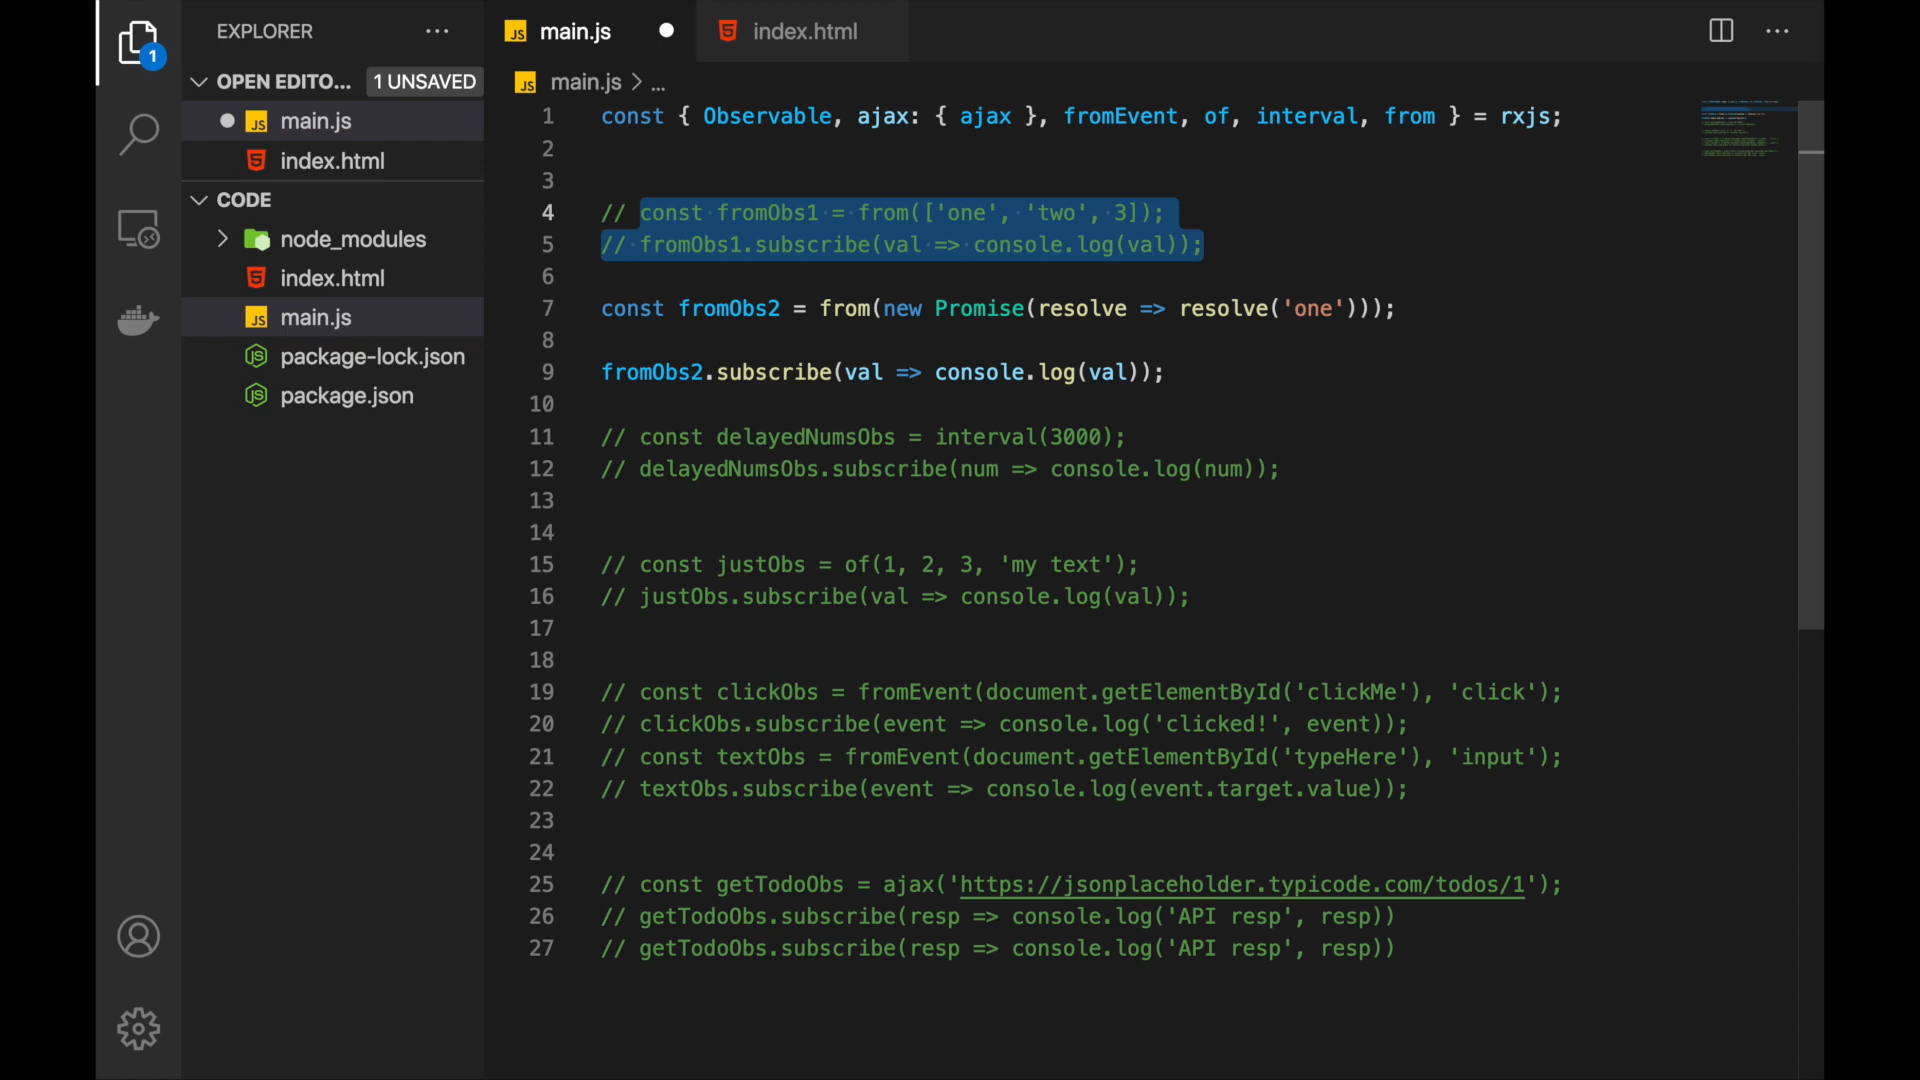 EXPLORER
1
OPEN EDITO...
1 UNSAVED
main.js
index.html
CODE
node_modules
index.html
main.js
package-lock.json
package.json
main.js
index.html
main.js > ...
1 const { Observable, ajax: { ajax }, fromEvent, of, interval, from } = rxjs;
2
3
4 // const fromObs1 = from(['one', 'two', 3]);
5 // fromObs1.subscribe(val => console.log(val));
6
7 const fromObs2 = from(new Promise(resolve => resolve('one')));
8
9 fromObs2.subscribe(val => console.log(val));
10
11 // const delayedNumsObs = interval(3000);
12 // delayedNumsObs.subscribe(num => console.log(num));
13
14
15 // const justObs = of(1, 2, 3, 'my text');
16 // justObs.subscribe(val => console.log(val));
17
18
19 // const clickObs = fromEvent(document.getElementById('clickMe'), 'click');
20 // clickObs.subscribe(event => console.log('clicked!', event));
21 // const textObs = fromEvent(document.getElementById('typeHere'), 'input');
22 // textObs.subscribe(event => console.log(event.target.value));
23
24
25 // const getTodoObs = ajax('https://jsonplaceholder.typicode.com/todos/1');
26 // getTodoObs.subscribe(resp => console.log('API resp', resp))
27 // getTodoObs.subscribe(resp => console.log('API resp', resp))